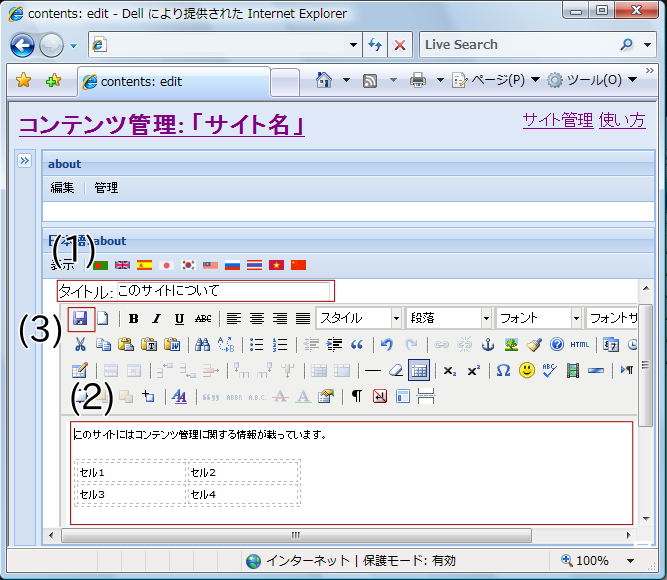 contents: edit - Dell により提供された Internet Explorer
Live Search
contents: edit
ページ(P)
ツール(O)
コンテンツ管理: 「サイト名」
サイト管理 使い方
about
編集 管理
about
(1)
表示
タイトル: このサイトについて
(3)
B I U ABC
スタイル 段落 フォント フォントサ
HTML
(2)
このサイトにはコンテンツ管理に関する情報が載っています。
セル1 セル2
セル3 セル4
インターネット | 保護モード: 有効
100%